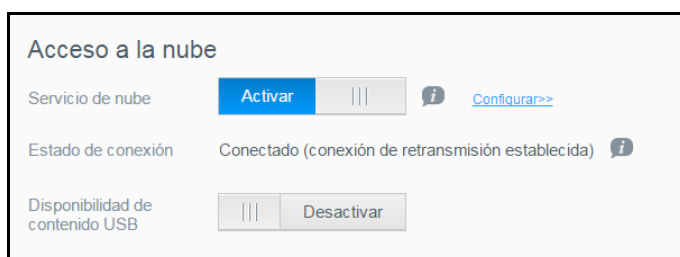 Acceso a la nube
Servicio de nube Activar Configurar>>
Estado de conexión Conectado (conexión de retransmisión establecida)
Disponibilidad de
contenido USB Desactivar